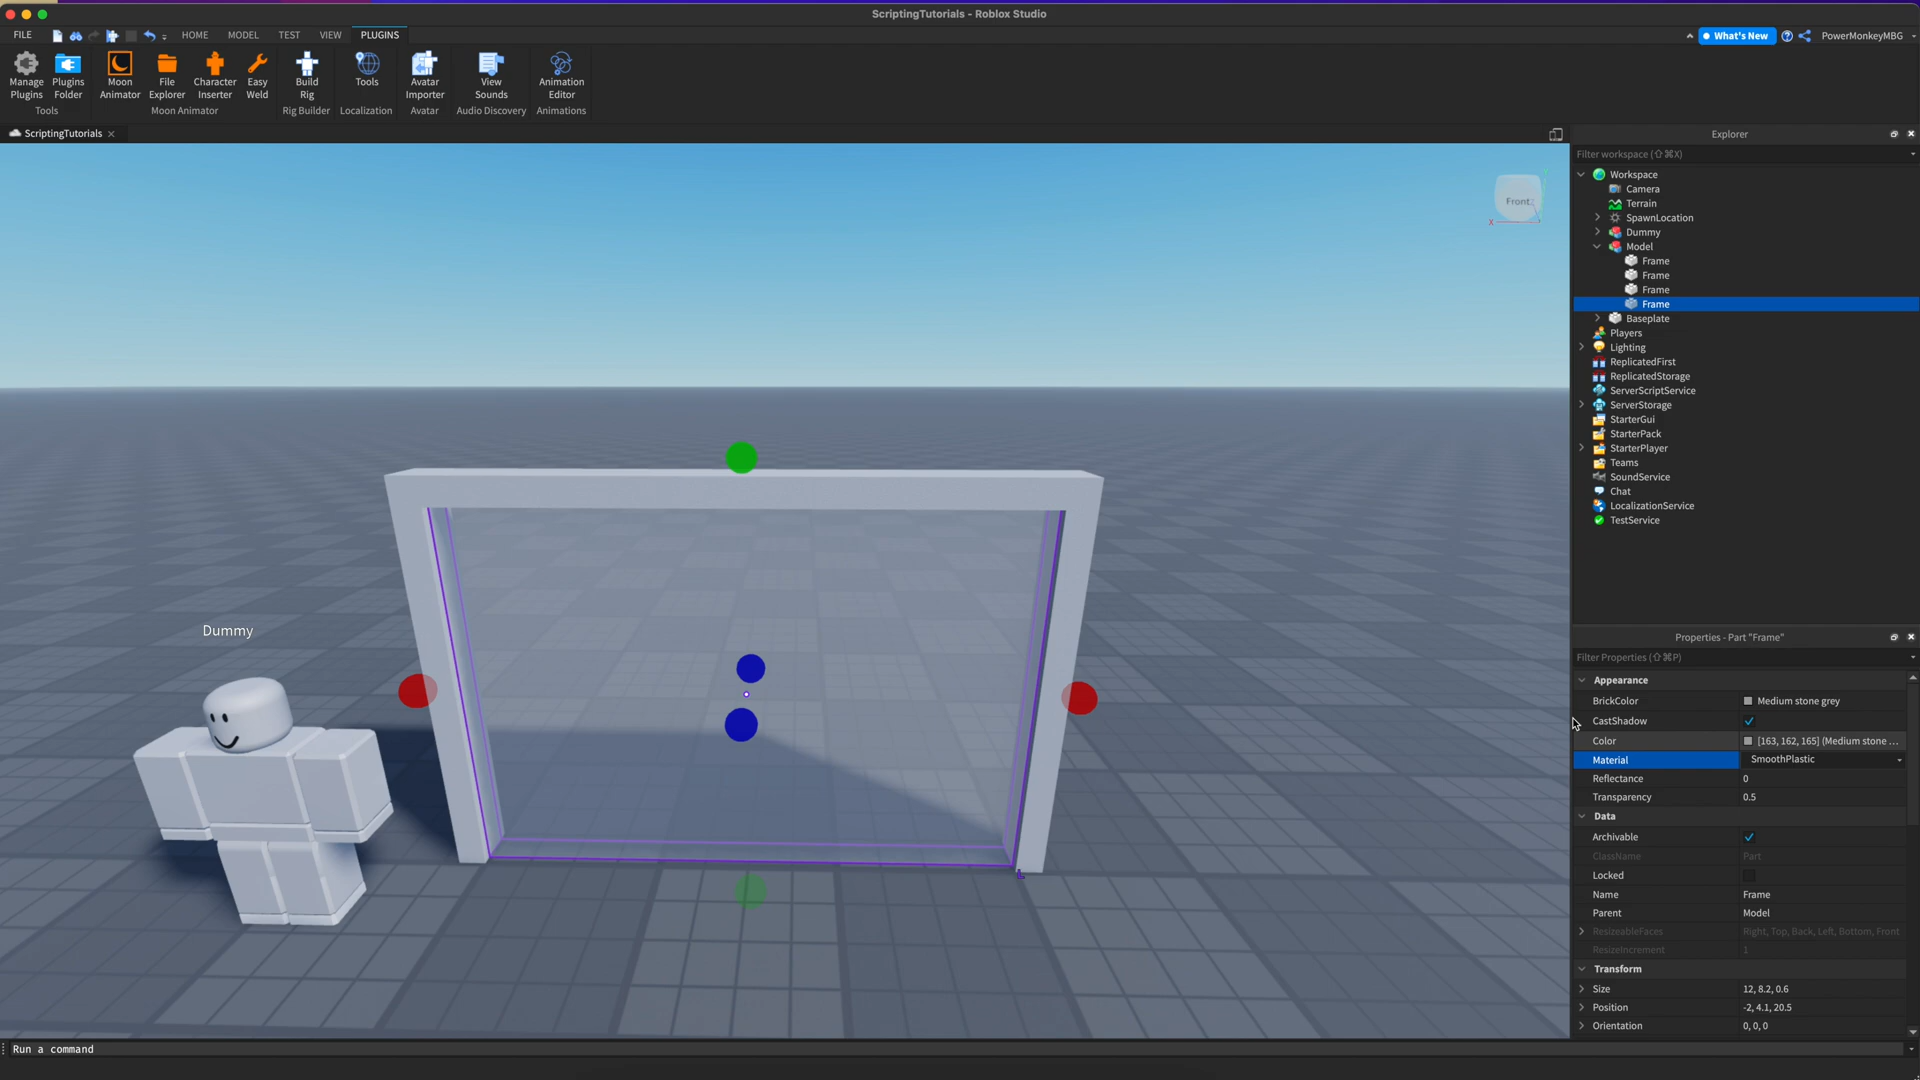 ScriptingTutorials - Roblox Studio
FILE HOME MODEL TEST VIEW PLUGINS What's New PowerMonkeyMBG
Manage Plugins
Plugins Folder
Moon Animator
File Explorer
Character Inserter
Easy Weld
Build Rig
Tools
Avatar Importer
View Sounds
Animation Editor
Tools Moon Animator Rig Builder Localization Avatar Audio Discovery Animations
ScriptingTutorials
Front
X
Dummy
Explorer
Filter workspace (⇧⌘X)
Workspace
Camera
Terrain
SpawnLocation
Dummy
Model
Frame
Frame
Frame
Frame
Baseplate
Players
Lighting
ReplicatedFirst
ReplicatedStorage
ServerScriptService
ServerStorage
StarterGui
StarterPack
StarterPlayer
Teams
SoundService
Chat
LocalizationService
TestService
Properties - Part "Frame"
Filter Properties (⇧⌘P)
Appearance
BrickColor Medium stone grey
CastShadow
Color [163, 162, 165] (Medium stone ...
Material SmoothPlastic
Reflectance 0
Transparency 0.5
Data
Archivable
ClassName Part
Locked
Name Frame
Parent Model
ResizeableFaces Right, Top, Back, Left, Bottom, Front
ResizeIncrement 1
Transform
Size 12, 8.2, 0.6
Position -2, 4.1, 20.5
Orientation 0, 0, 0
Run a command